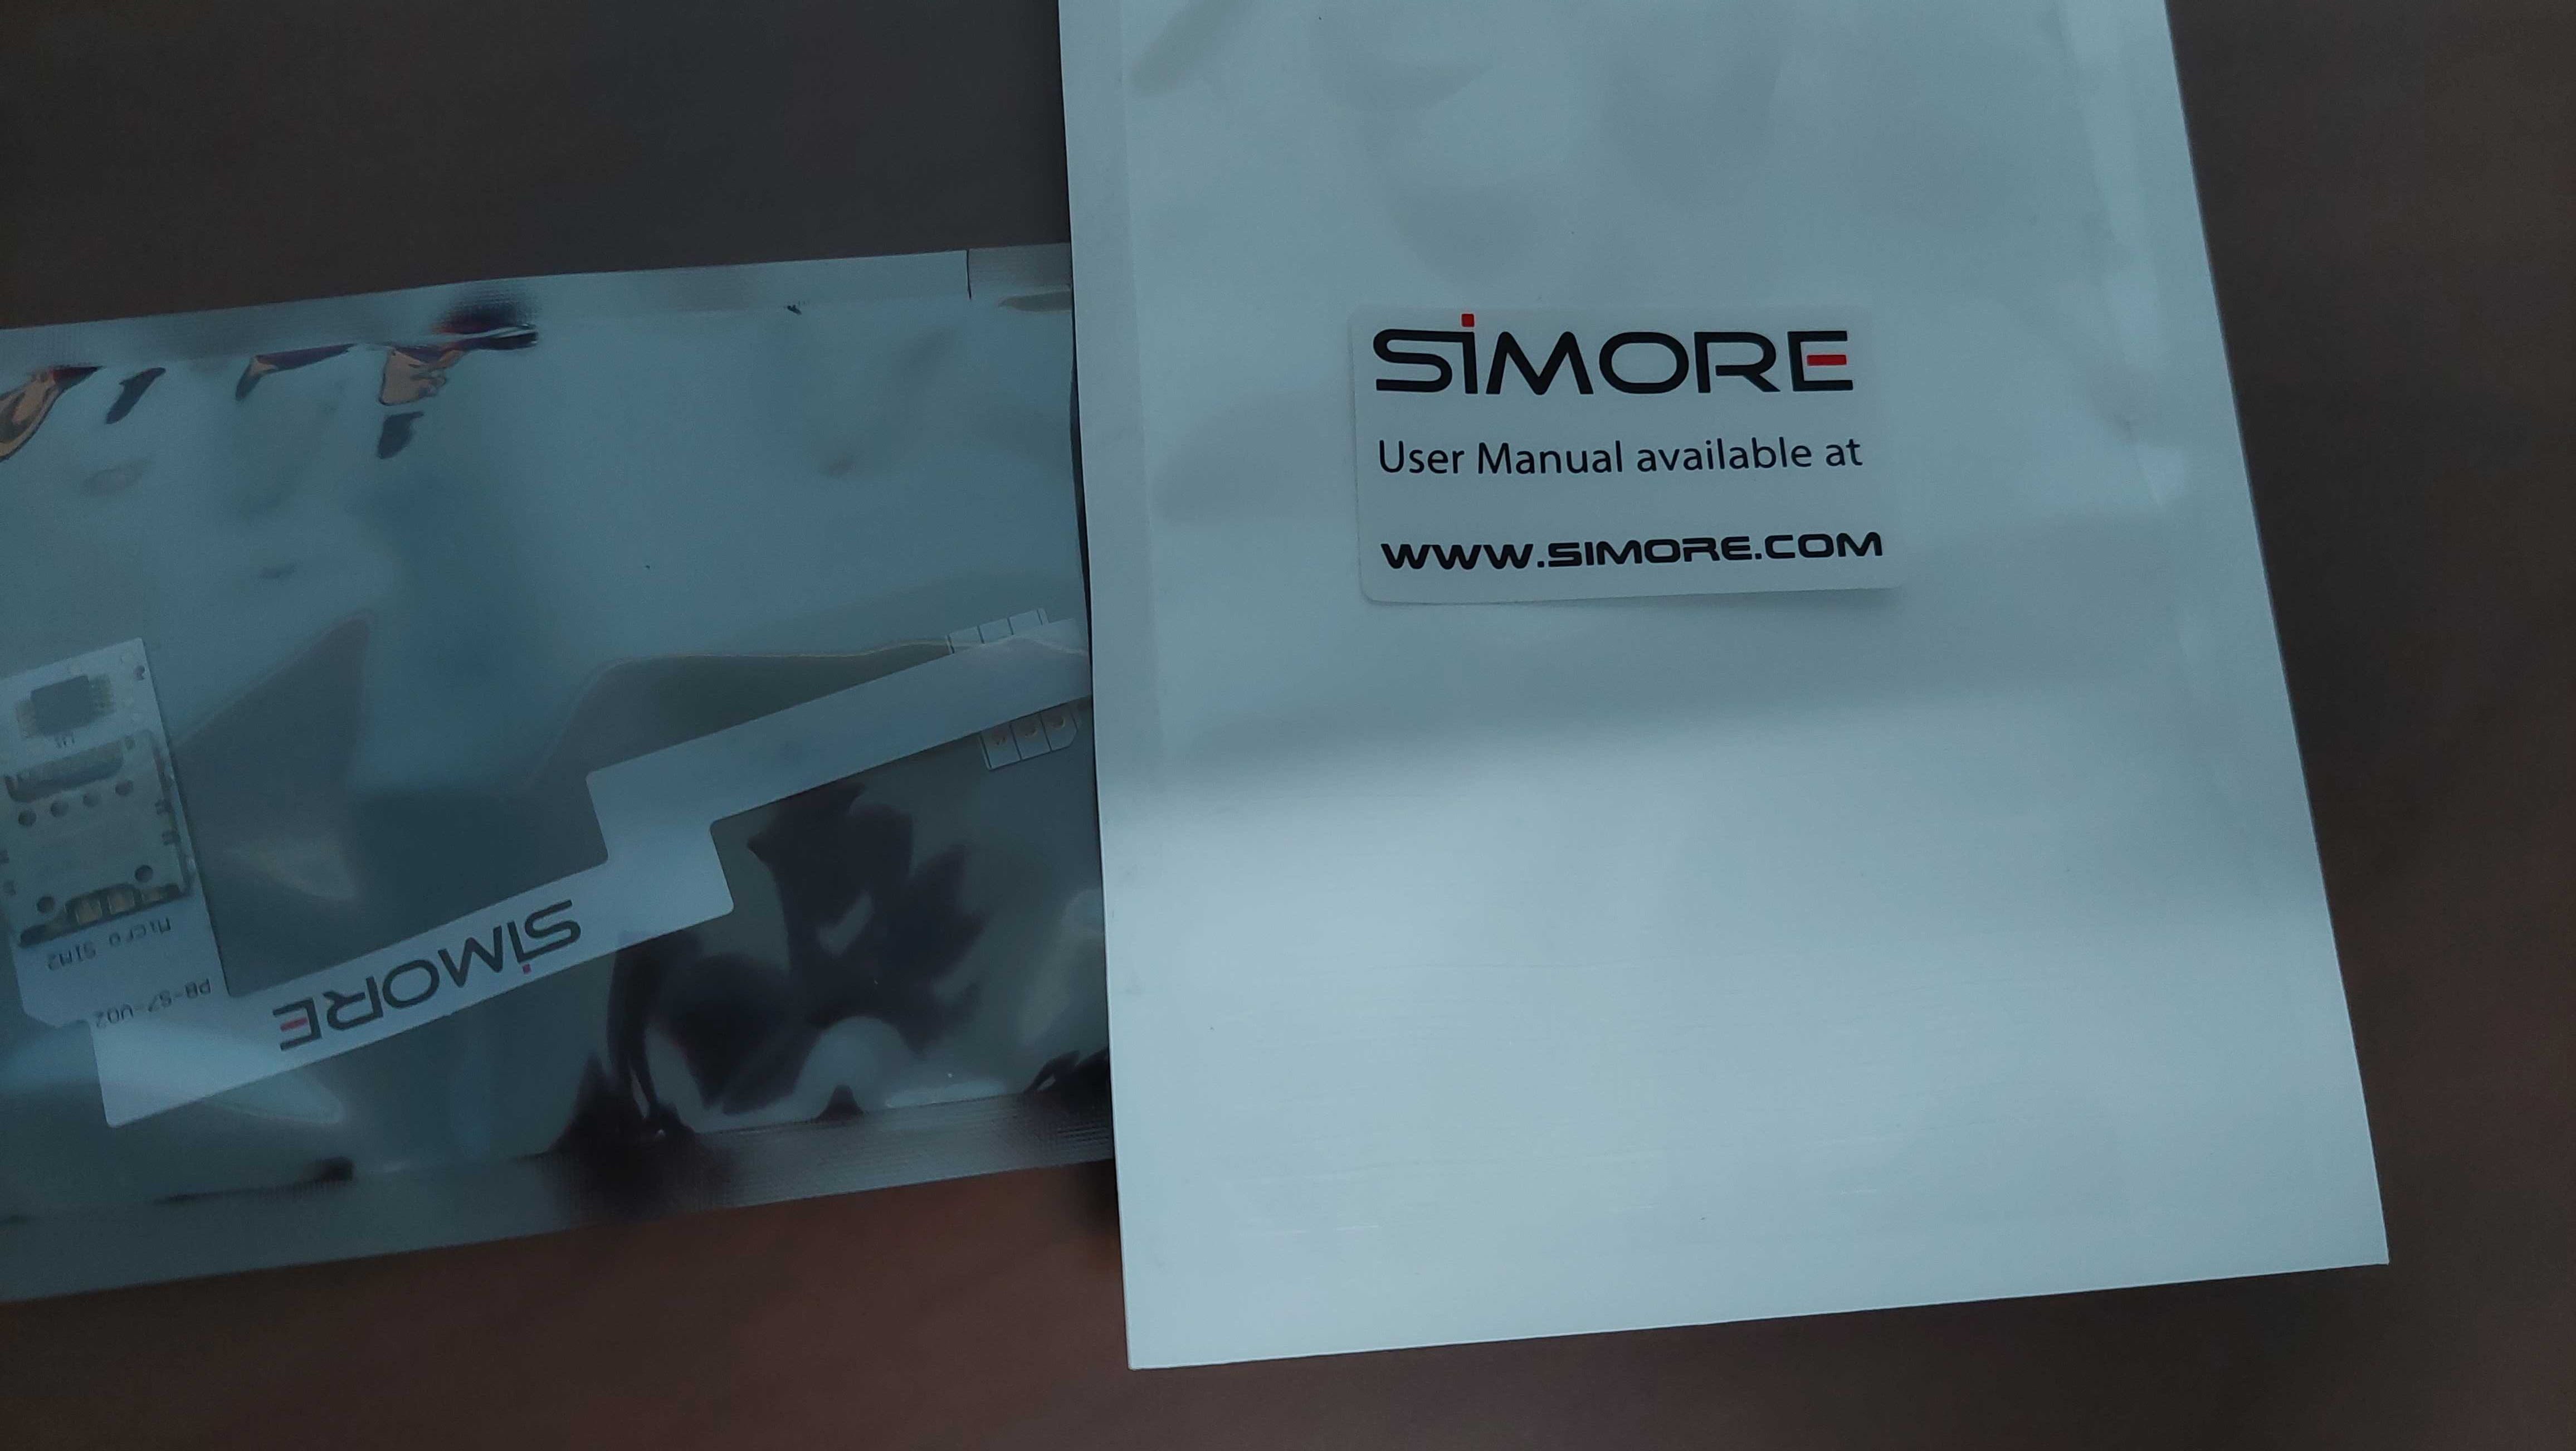 SIMORE
User Manual available at
WWW.SIMORE.COM
SIMORE
PB-S7-V02
Micro SIM2